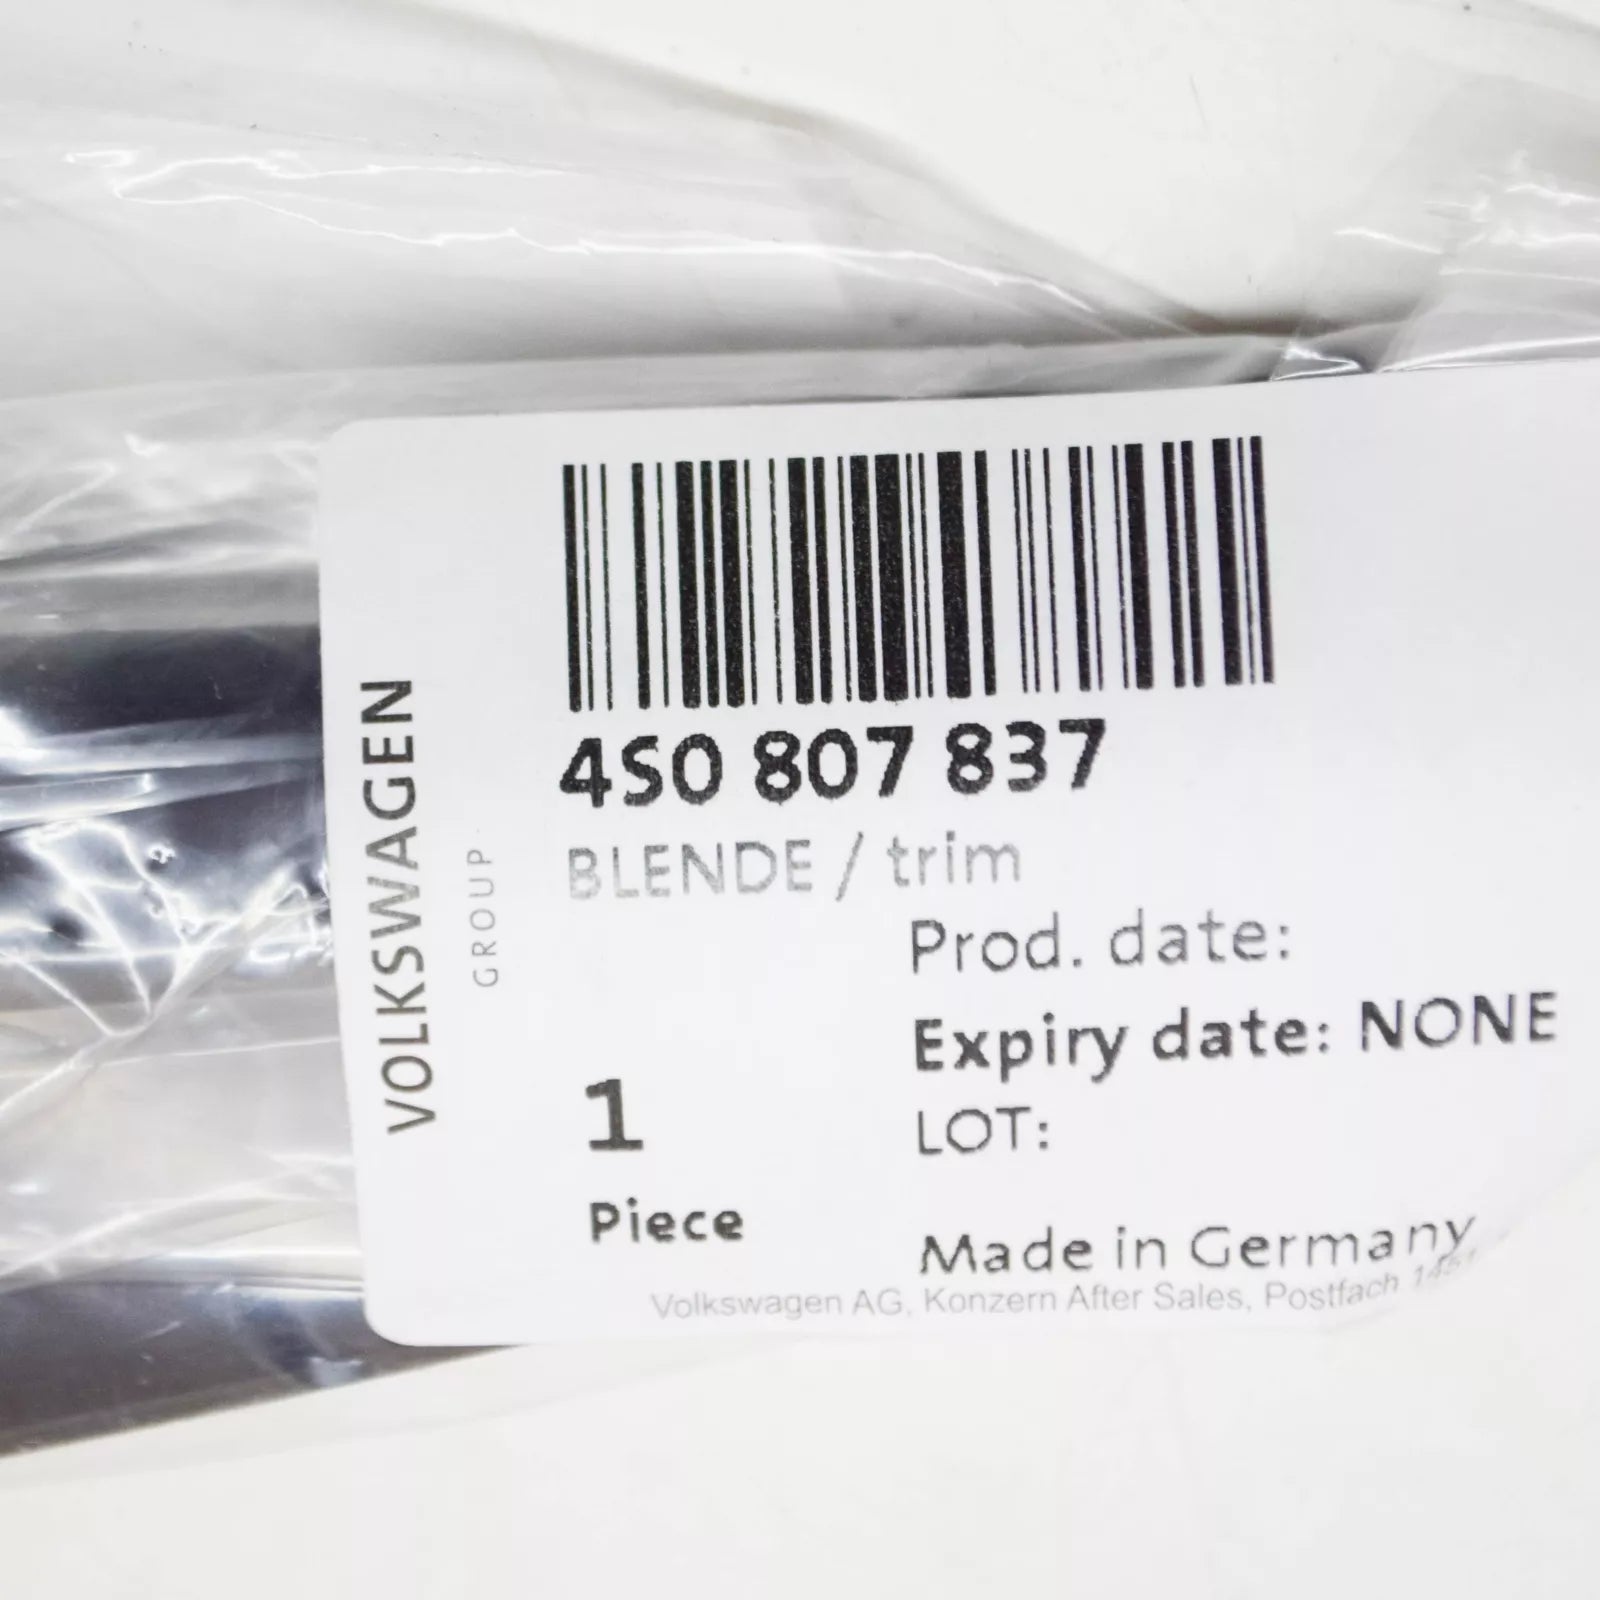 VOLKSWAGEN
GROUP
4S0 807 837
BLENDE / trim
Prod. date:
Expiry date: NONE
LOT:
1
Piece
Made in Germany
Volkswagen AG, Konzern After Sales, Postfach